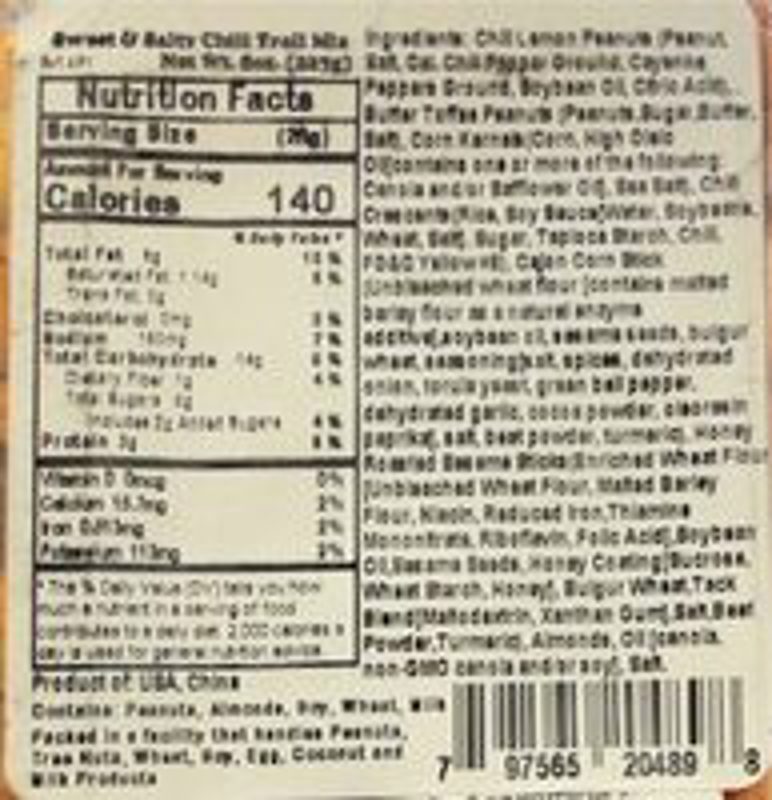 Sweet & Salty Chili Trail Mix
Net Wt. 8oz. (227g)
Nutrition Facts
Serving Size (28g)
Amount Per Serving
Calories 140
% Daily Value *
Total Fat
Saturated Fat
Trans Fat 0g
Cholesterol 0mg
Sodium
Total Carbohydrate 14g
Dietary Fiber 1g
Total Sugars
Includes 2g Added Sugars 4%
Protein 3g
Vitamin D 0mcg 0%
Calcium 2%
Iron 2%
Potassium 113mg 2%
* The % Daily Value (DV) tells you how
much a nutrient in a serving of food
contributes to a daily diet. 2,000 calories a
day is used for general nutrition advice.
Product of: USA, China
Contains: Peanuts, Almonds, Soy, Wheat, Milk
Packed in a facility that handles Peanuts,
Tree Nuts, Wheat, Soy, Egg, Coconut and
Milk Products
Ingredients: Chili Lemon Peanuts (Peanut,
Salt, Chili Pepper Ground, Cayenne
Peppers Ground, Soybean Oil, Citric Acid),
Butter Toffee Peanuts (Peanuts, Sugar, Butter,
Salt), Corn Kernels(Corn, High Oleic
Oil[contains one or more of the following:
Canola and/or Safflower Oil], Sea Salt), Chili
Crescents(Rice, Soy Sauce[Water, Soybeans,
Wheat, Salt], Sugar, Tapioca Starch, Chili,
FD&C Yellow Cajun Corn Stick
(Unbleached wheat flour [contains malted
barley flour as a natural enzyme
additive],soybean oil, sesame seeds, bulgur
wheat, seasoning[salt, spices, dehydrated
onion, torula yeast, green bell pepper,
dehydrated garlic, cocoa powder, oleoresin
paprika], salt, beet powder, turmeric), Honey
Roasted Sesame Sticks(Enriched Wheat Flour
[Unbleached Wheat Flour, Malted Barley
Flour, Niacin, Reduced Iron,Thiamine
Mononitrate, Riboflavin, Folic Acid],Soybean
Oil,Sesame Seeds, Honey Coating[Sucrose,
Wheat Starch, Honey], Bulgur Wheat,Tack
Blend[Maltodextrin, Xanthan Gum],Salt,Beet
Powder,Turmeric), Almonds, Oil [canola,
non-GMO canola and/or soy], Salt.
7 97565 20489 8